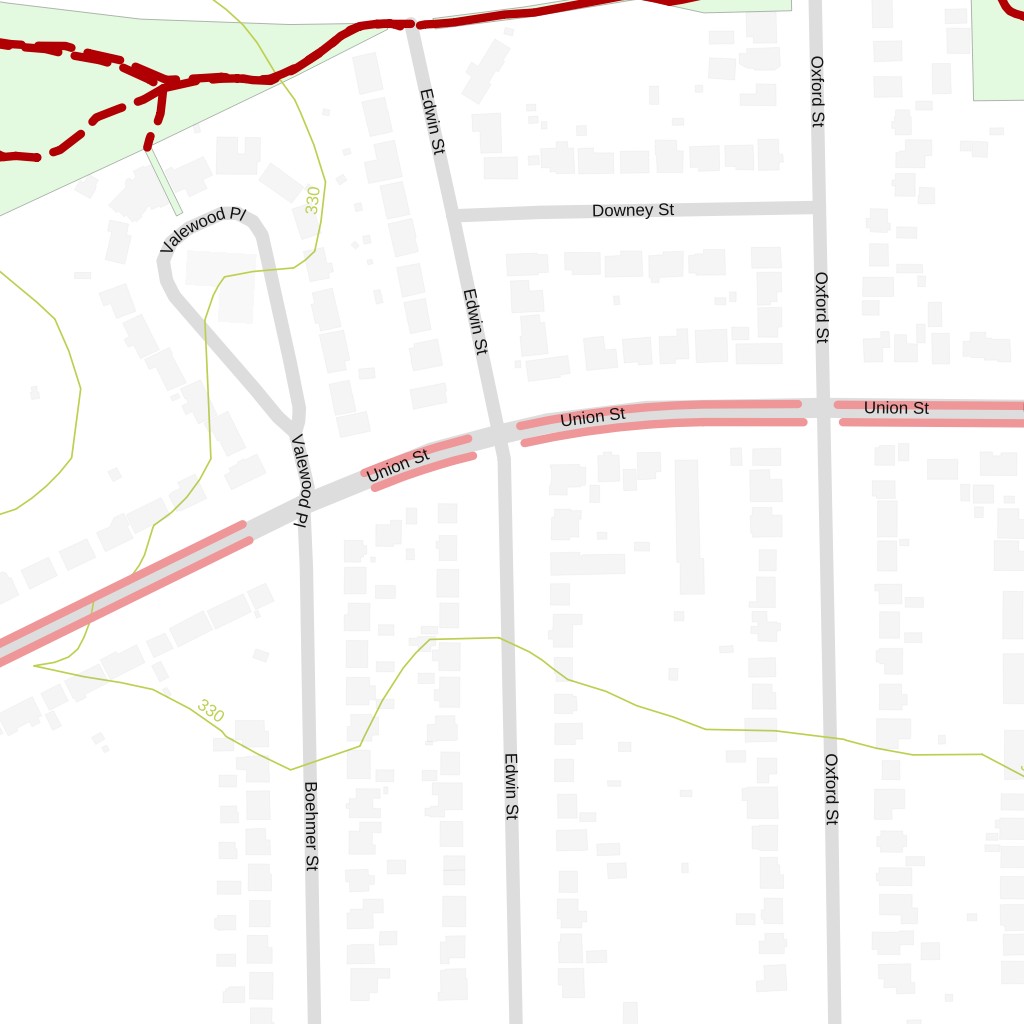 Oxford St
Edwin St
330
Valewood Pl
Downey St
Oxford St
Edwin St
Union St
Union St
Union St
Valewood Pl
330
Boehmer St
Edwin St
Oxford St